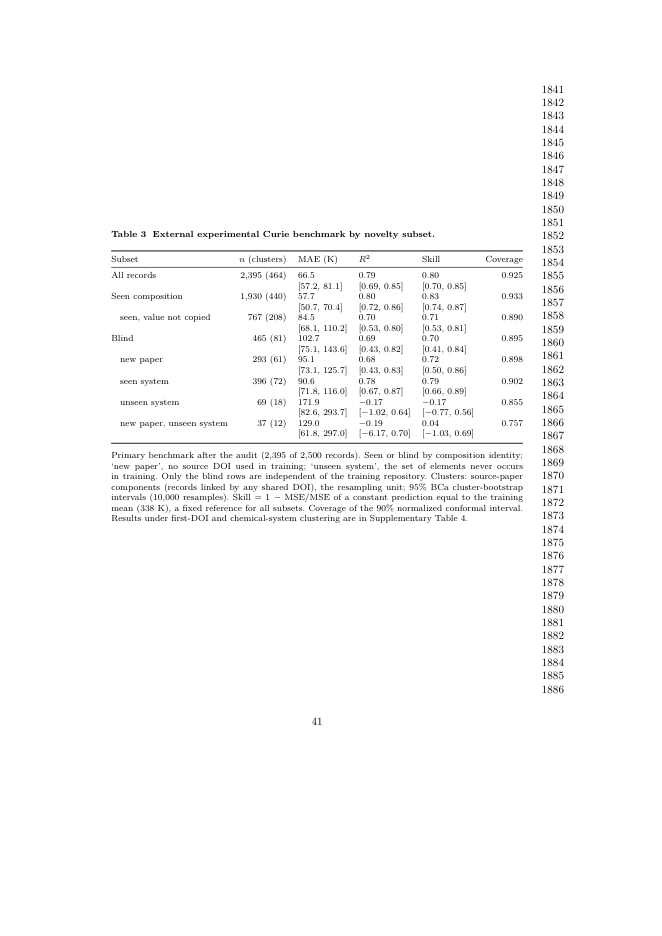 1841
1842
1843
1844
1845
1846
1847
1848
1849
1850
1851
Table 3 External experimental Curie benchmark by novelty subset. 1852
1853
Subset n (clusters) MAE (K) R² Skill Coverage 1854
All records 2,395 (464) 66.5 0.79 0.80 0.925 1855
[57.2, 81.1] [0.69, 0.85] [0.70, 0.85] 1856
Seen composition 1,930 (440) 57.7 0.80 0.83 0.933 1857
[50.7, 70.4] [0.72, 0.86] [0.74, 0.87]
seen, value not copied 767 (208) 84.5 0.70 0.71 0.890 1858
[68.1, 110.2] [0.53, 0.80] [0.53, 0.81] 1859
Blind 465 (81) 102.7 0.69 0.70 0.895 1860
[75.1, 143.6] [0.43, 0.82] [0.41, 0.84] 1861
new paper 293 (61) 95.1 0.68 0.72 0.898 1862
[73.1, 125.7] [0.43, 0.83] [0.51, 0.86]
seen system 396 (72) 90.6 0.78 0.79 0.902 1863
[71.8, 116.0] [0.67, 0.87] [0.66, 0.89] 1864
unseen system 69 (18) 171.9 −0.17 −0.17 0.855 1865
[82.6, 293.7] [−1.02, 0.64] [−0.77, 0.56] 1866
new paper, unseen system 37 (12) 129.0 −0.19 0.04 0.757
[61.8, 297.0] [−6.17, 0.70] [−1.03, 0.69] 1867
1868
Primary benchmark after the audit (2,395 of 2,500 records). Seen or blind by composition identity;
‘new paper’, no source DOI used in training; ‘unseen system’, the set of elements never occurs 1869
in training. Only the blind rows are independent of the training repository. Clusters: source-paper 1870
components (records linked by any shared DOI), the resampling unit; 95% BCa cluster-bootstrap 1871
intervals (10,000 resamples). Skill = 1 − MSE/MSE of a constant prediction equal to the training 1872
mean (338 K), a fixed reference for all subsets. Coverage of the 90% normalized conformal interval. 1873
Results under first-DOI and chemical-system clustering are in Supplementary Table 4.
1874
1875
1876
1877
1878
1879
1880
1881
1882
1883
1884
1885
1886
41